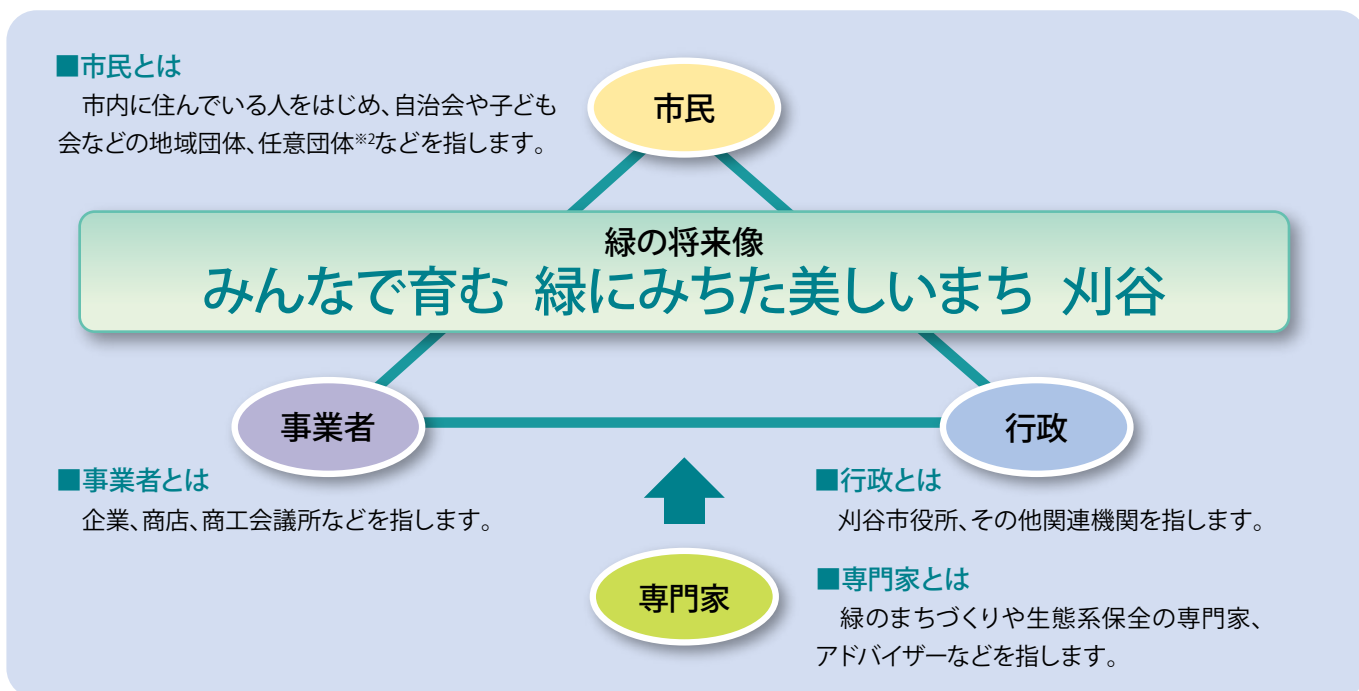 ■市民とは
市内に住んでいる人をはじめ、自治会や子ども
会などの地域団体、任意団体※2などを指します。
市民
緑の将来像
みんなで育む 緑にみちた美しいまち 刈谷
事業者
行政
■事業者とは
企業、商店、商工会議所などを指します。
■行政とは
刈谷市役所、その他関連機関を指します。
専門家
■専門家とは
緑のまちづくりや生態系保全の専門家、
アドバイザーなどを指します。